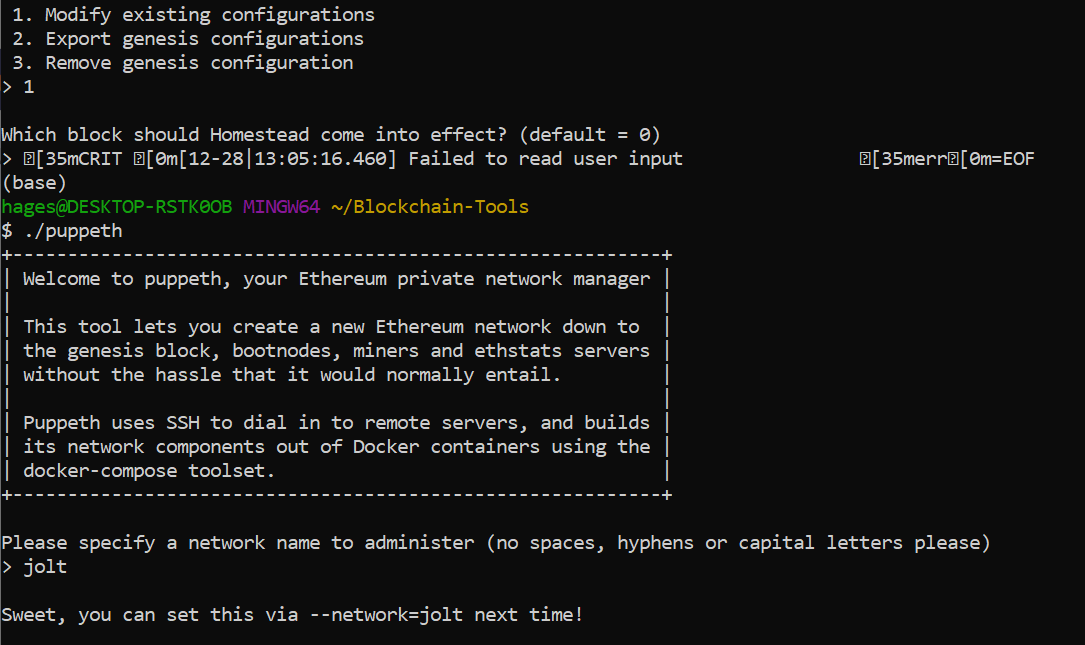 1. Modify existing configurations
2. Export genesis configurations
3. Remove genesis configuration
> 1
Which block should Homestead come into effect? (default = 0)
> [35mCRIT [0m[12-28|13:05:16.460] Failed to read user input [35merr[0m=EOF
(base)
hages@DESKTOP-RSTK0OB MINGW64 ~/Blockchain-Tools
$ ./puppeth
+-----------------------------------------------------------+
| Welcome to puppeth, your Ethereum private network manager |
| |
| This tool lets you create a new Ethereum network down to |
| the genesis block, bootnodes, miners and ethstats servers |
| without the hassle that it would normally entail. |
| |
| Puppeth uses SSH to dial in to remote servers, and builds |
| its network components out of Docker containers using the |
| docker-compose toolset. |
+-----------------------------------------------------------+
Please specify a network name to administer (no spaces, hyphens or capital letters please)
> jolt
Sweet, you can set this via --network=jolt next time!